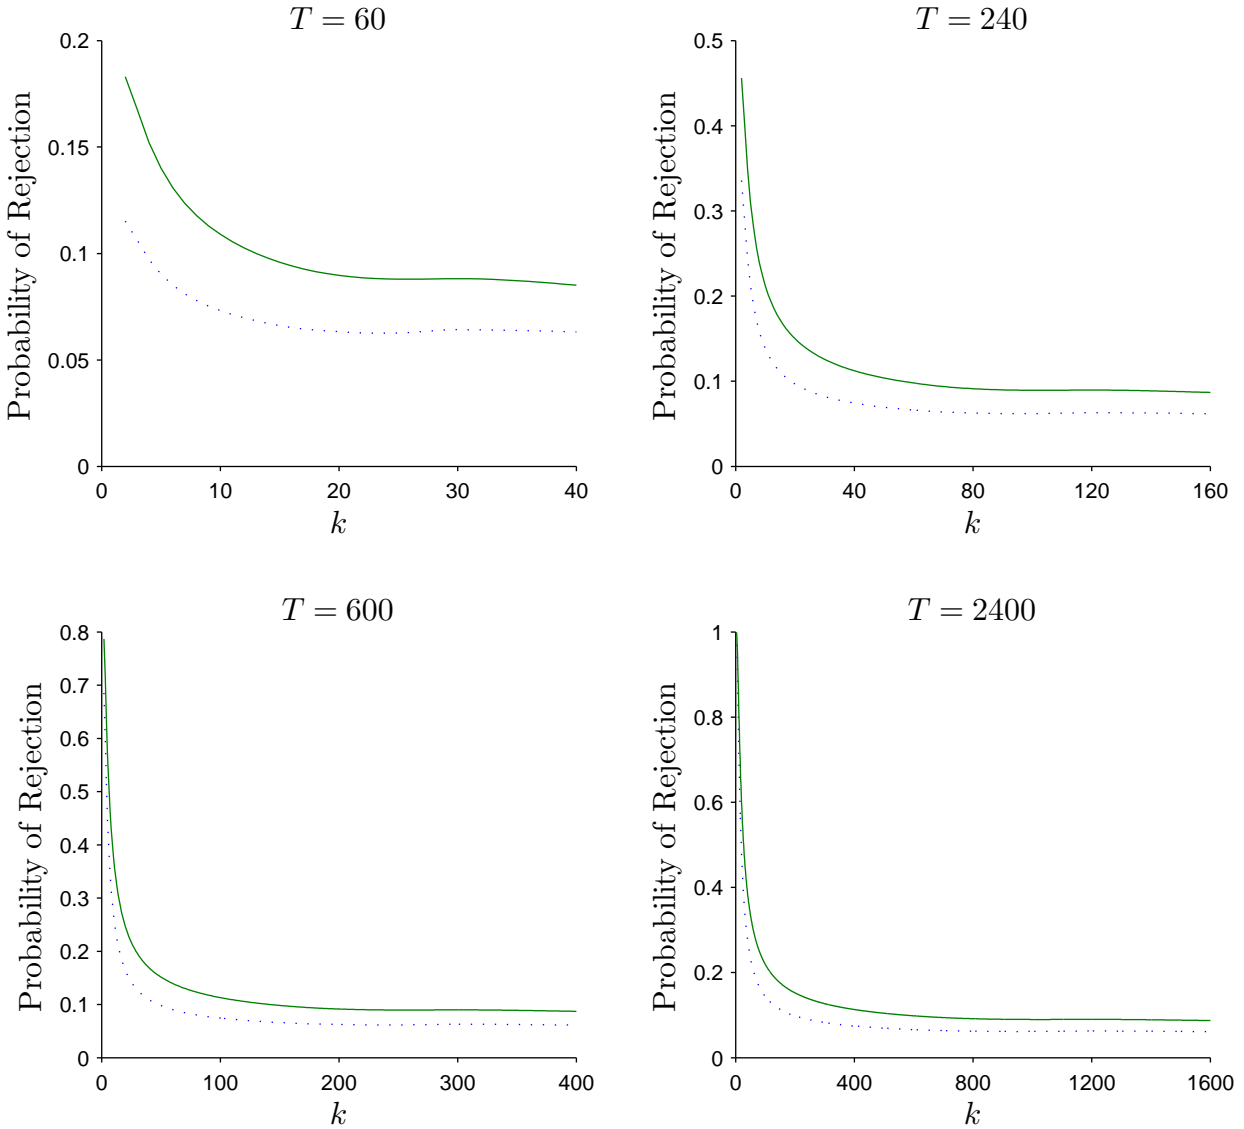 T = 60
Probability of Rejection
0.2
0.15
0.1
0.05
0
0 10 20 30 40
k
T = 240
Probability of Rejection
0.5
0.4
0.3
0.2
0.1
0
0 40 80 120 160
k
T = 600
Probability of Rejection
0.8
0.7
0.6
0.5
0.4
0.3
0.2
0.1
0
0 100 200 300 400
k
T = 2400
Probability of Rejection
1
0.8
0.6
0.4
0.2
0
0 400 800 1200 1600
k